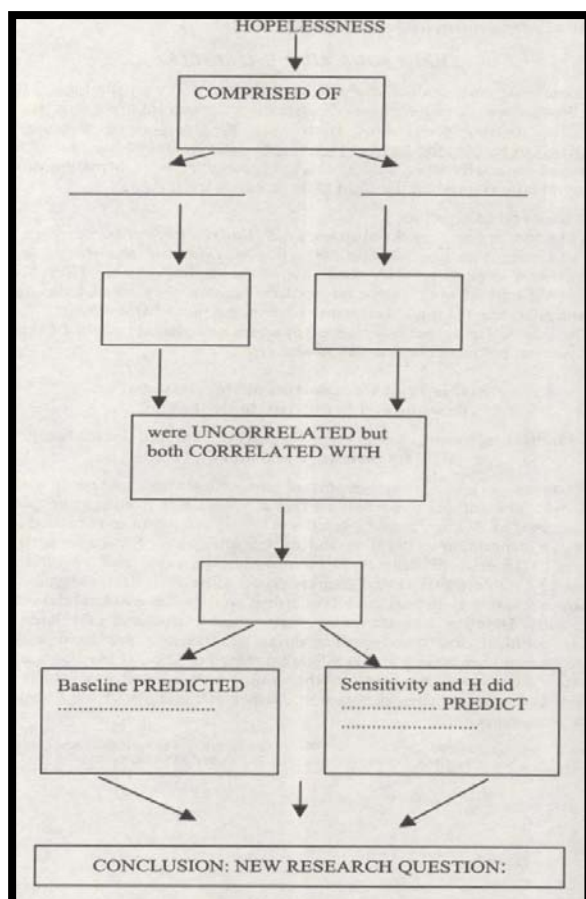 HOPELESSNESS
COMPRISED OF
were UNCORRELATED but
both CORRELATED WITH
Baseline PREDICTED
................................
Sensitivity and H did
.................... PREDICT
............................
CONCLUSION: NEW RESEARCH QUESTION: